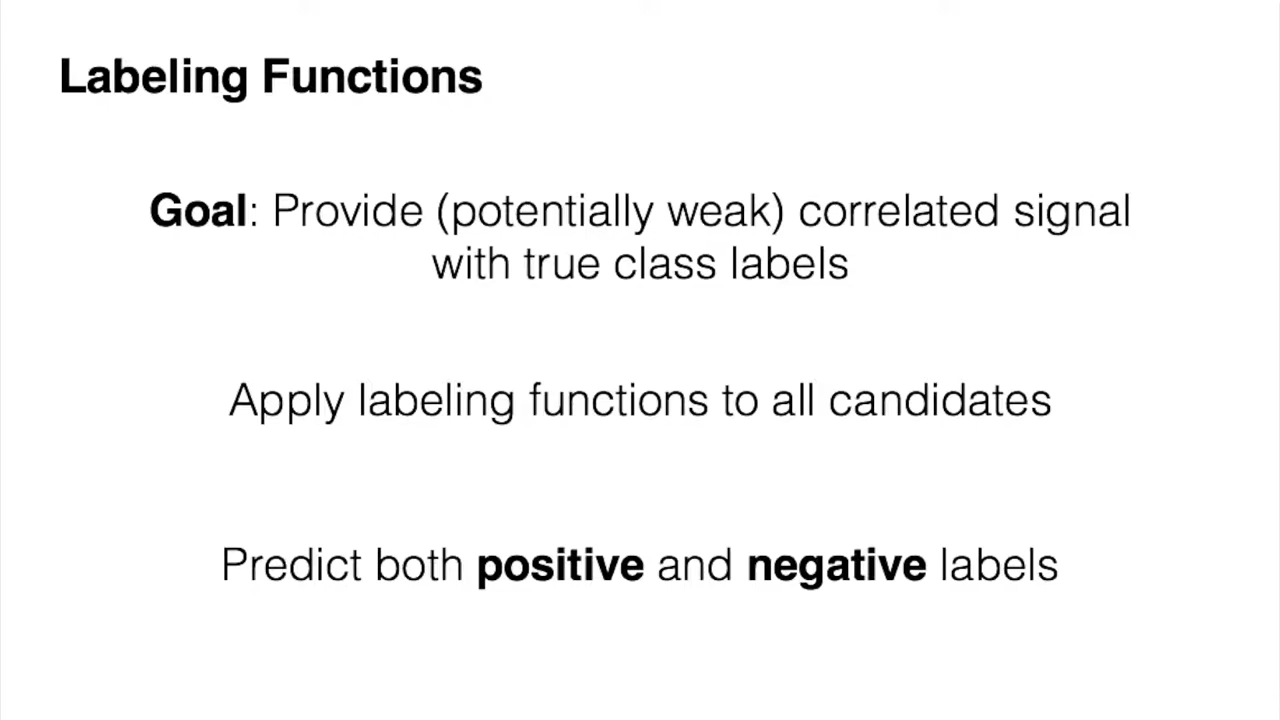 Labeling Functions
Goal: Provide (potentially weak) correlated signal
with true class labels
Apply labeling functions to all candidates
Predict both positive and negative labels